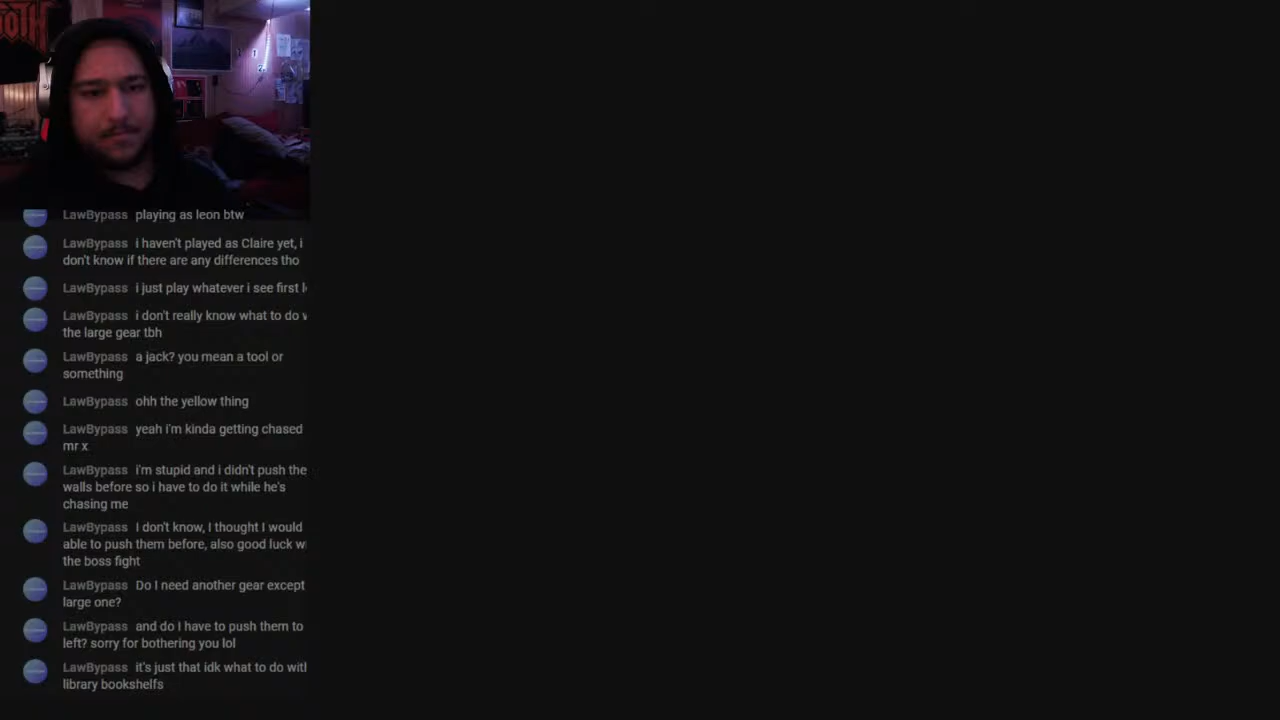 LawBypass playing as leon btw
LawBypass i haven't played as Claire yet, i
don't know if there are any differences tho
LawBypass i just play whatever i see first
LawBypass i don't really know what to do
the large gear tbh
LawBypass a jack? you mean a tool or
something
LawBypass ohh the yellow thing
LawBypass yeah i'm kinda getting chased
mr x
LawBypass i'm stupid and i didn't push the
walls before so i have to do it while he's
chasing me
LawBypass I don't know, I thought I would
able to push them before, also good luck
the boss fight
LawBypass Do I need another gear except
large one?
LawBypass and do I have to push them to
left? sorry for bothering you lol
LawBypass it's just that idk what to do with
library bookshelfs